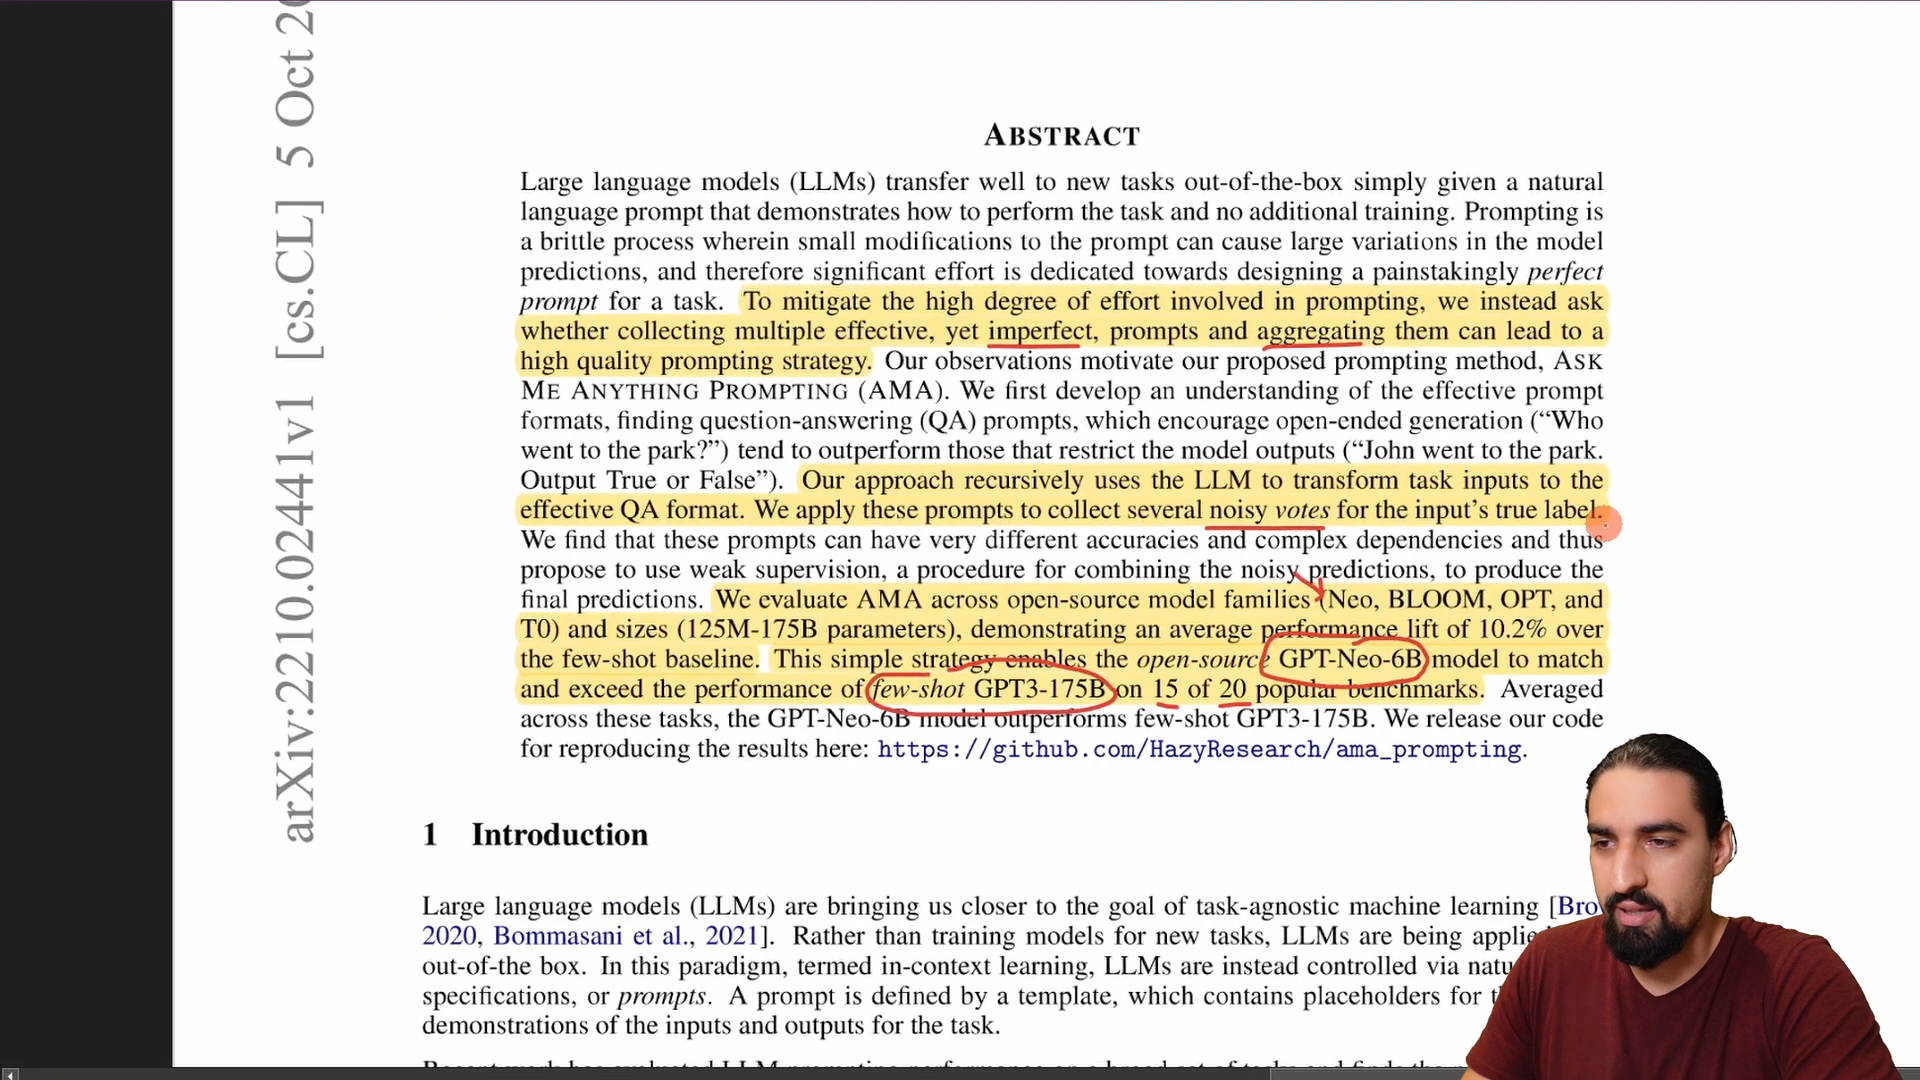 arXiv:2210.02441v1 [cs.CL] 5 Oct 2
ABSTRACT
Large language models (LLMs) transfer well to new tasks out-of-the-box simply given a natural
language prompt that demonstrates how to perform the task and no additional training. Prompting is
a brittle process wherein small modifications to the prompt can cause large variations in the model
predictions, and therefore significant effort is dedicated towards designing a painstakingly perfect
prompt for a task. To mitigate the high degree of effort involved in prompting, we instead ask
whether collecting multiple effective, yet imperfect, prompts and aggregating them can lead to a
high quality prompting strategy. Our observations motivate our proposed prompting method, ASK
ME ANYTHING PROMPTING (AMA). We first develop an understanding of the effective prompt
formats, finding question-answering (QA) prompts, which encourage open-ended generation (“Who
went to the park?”) tend to outperform those that restrict the model outputs (“John went to the park.
Output True or False”). Our approach recursively uses the LLM to transform task inputs to the
effective QA format. We apply these prompts to collect several noisy votes for the input's true label.
We find that these prompts can have very different accuracies and complex dependencies and thus
propose to use weak supervision, a procedure for combining the noisy predictions, to produce the
final predictions. We evaluate AMA across open-source model families (Neo, BLOOM, OPT, and
T0) and sizes (125M-175B parameters), demonstrating an average performance lift of 10.2% over
the few-shot baseline. This simple strategy enables the open-source GPT-Neo-6B model to match
and exceed the performance of few-shot GPT3-175B on 15 of 20 popular benchmarks. Averaged
across these tasks, the GPT-Neo-6B model outperforms few-shot GPT3-175B. We release our code
for reproducing the results here: https://github.com/HazyResearch/ama_prompting.
1 Introduction
Large language models (LLMs) are bringing us closer to the goal of task-agnostic machine learning [Bro
2020, Bommasani et al., 2021]. Rather than training models for new tasks, LLMs are being applie
out-of-the box. In this paradigm, termed in-context learning, LLMs are instead controlled via natu
specifications, or prompts. A prompt is defined by a template, which contains placeholders for t
demonstrations of the inputs and outputs for the task.